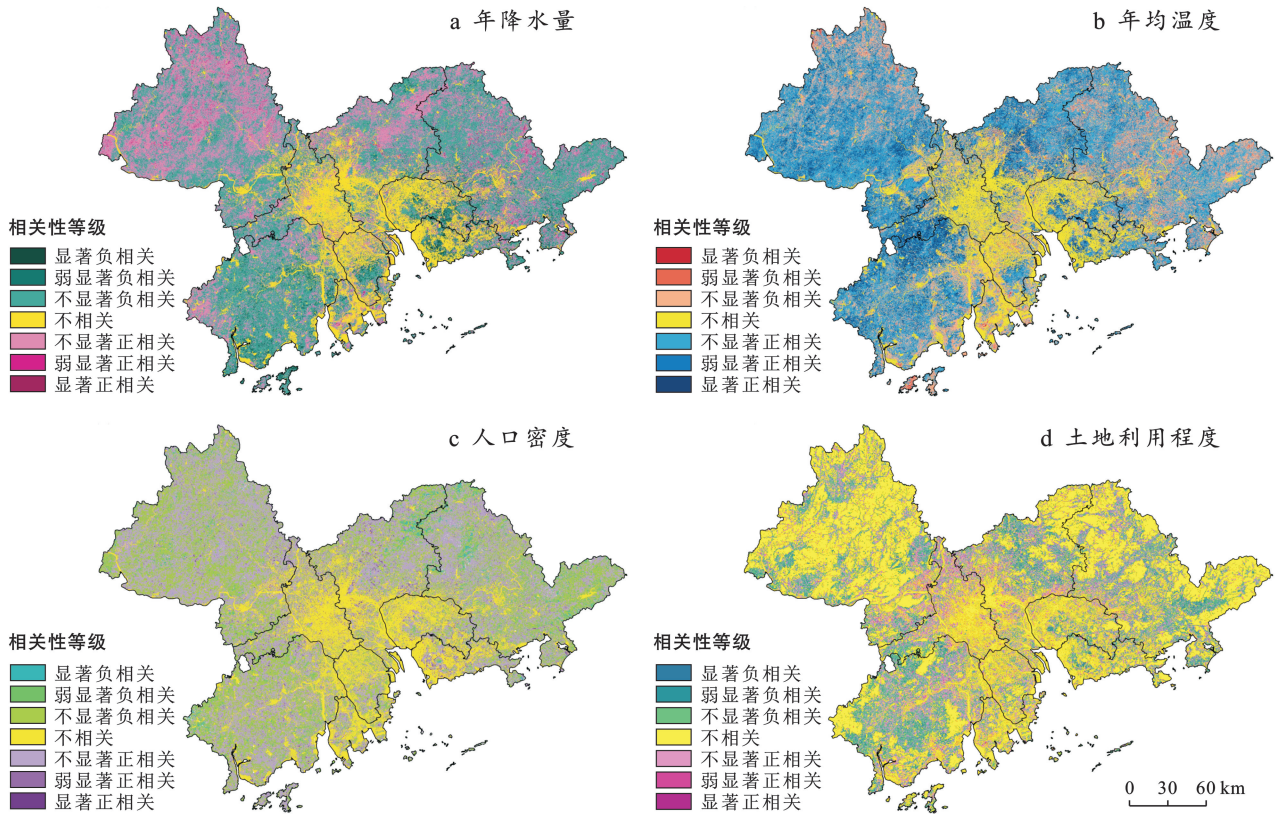 a 年降水量
相关性等级
显著负相关
弱显著负相关
不显著负相关
不相关
不显著正相关
弱显著正相关
显著正相关
b 年均温度
相关性等级
显著负相关
弱显著负相关
不显著负相关
不相关
不显著正相关
弱显著正相关
显著正相关
c 人口密度
相关性等级
显著负相关
弱显著负相关
不显著负相关
不相关
不显著正相关
弱显著正相关
显著正相关
d 土地利用程度
相关性等级
显著负相关
弱显著负相关
不显著负相关
不相关
不显著正相关
弱显著正相关
显著正相关
0 30 60 km